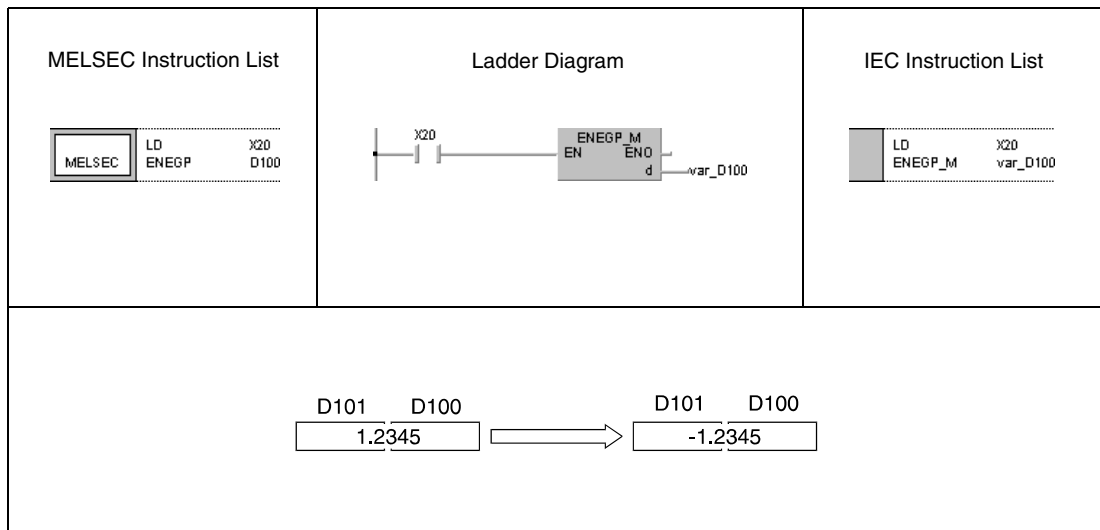 MELSEC Instruction List
MELSEC
LD X20
ENEGP D100
Ladder Diagram
X20
ENEGP_M
EN ENO
d var_D100
IEC Instruction List
LD X20
ENEGP_M var_D100
D101 D100
1.2345
D101 D100
-1.2345